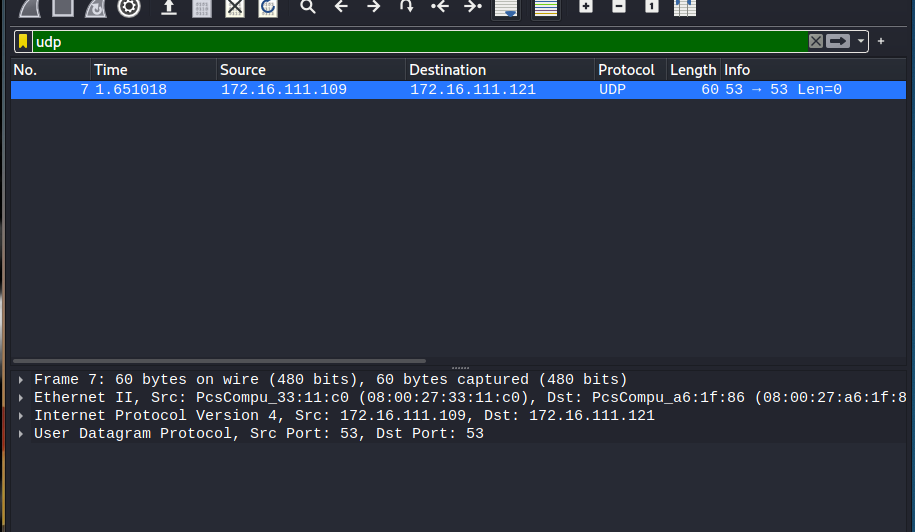 udp
No. Time Source Destination Protocol Length Info
7 1.651018 172.16.111.109 172.16.111.121 UDP 60 53 → 53 Len=0
Frame 7: 60 bytes on wire (480 bits), 60 bytes captured (480 bits)
Ethernet II, Src: PcsCompu_33:11:c0 (08:00:27:33:11:c0), Dst: PcsCompu_a6:1f:86 (08:00:27:a6:1f:8
Internet Protocol Version 4, Src: 172.16.111.109, Dst: 172.16.111.121
User Datagram Protocol, Src Port: 53, Dst Port: 53